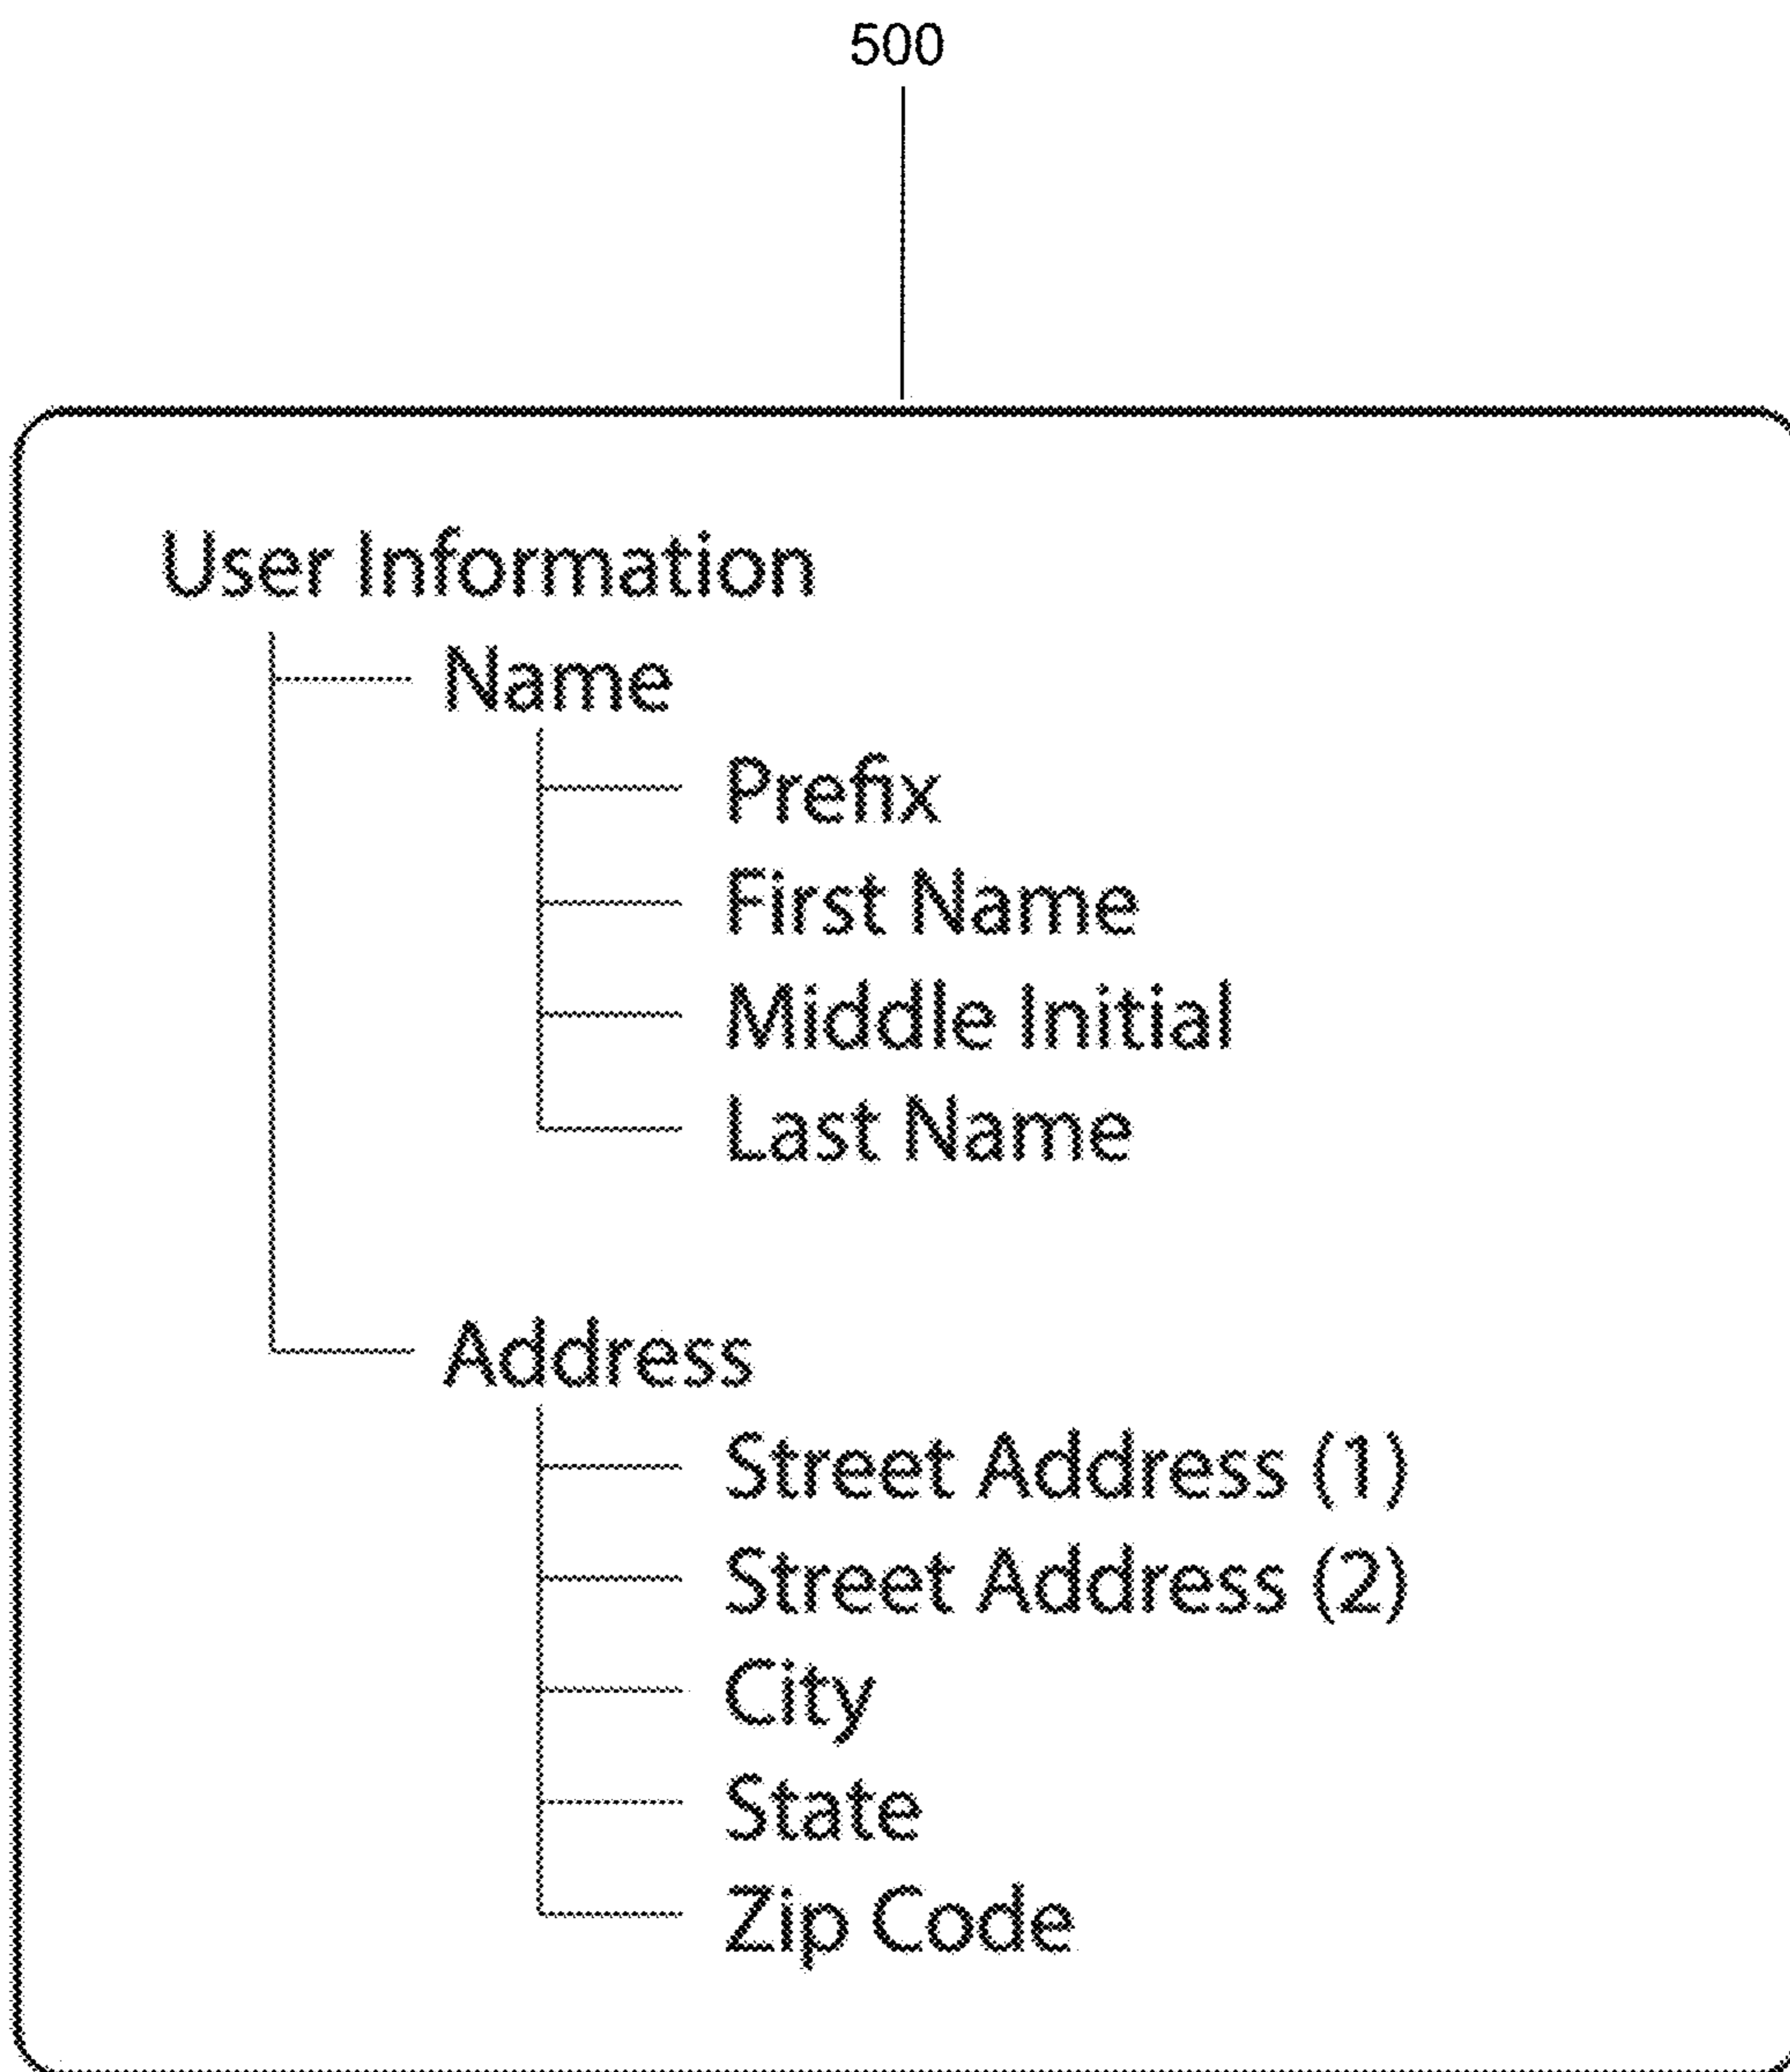 500
User Information
Name
Prefix
First Name
Middle Initial
Last Name
Address
Street Address (1)
Street Address (2)
City
State
Zip Code